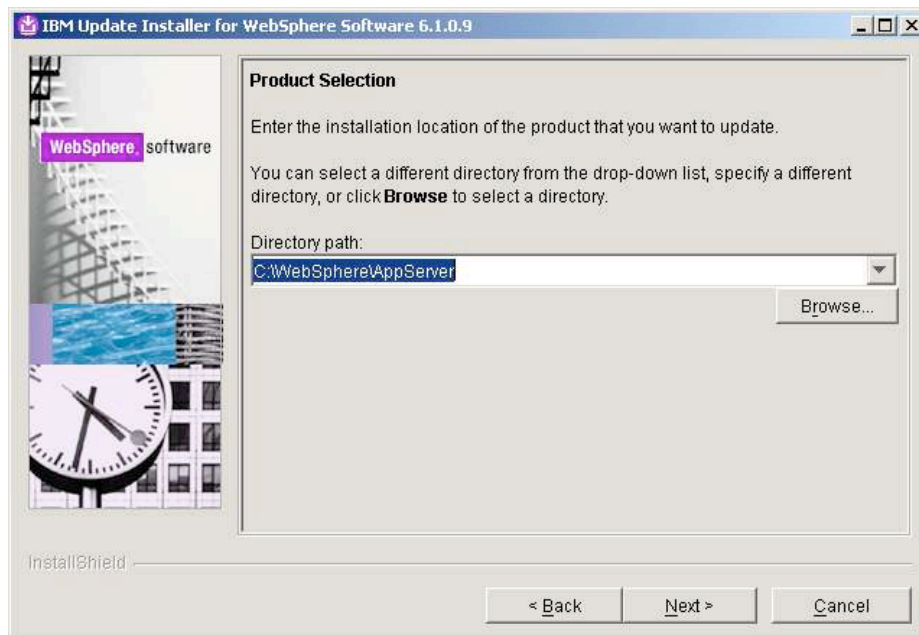 IBM Update Installer for WebSphere Software 6.1.0.9
WebSphere. software
Product Selection
Enter the installation location of the product that you want to update.
You can select a different directory from the drop-down list, specify a different
directory, or click Browse to select a directory.
Directory path:
C:\WebSphere\AppServer
Browse...
InstallShield
< Back
Next >
Cancel